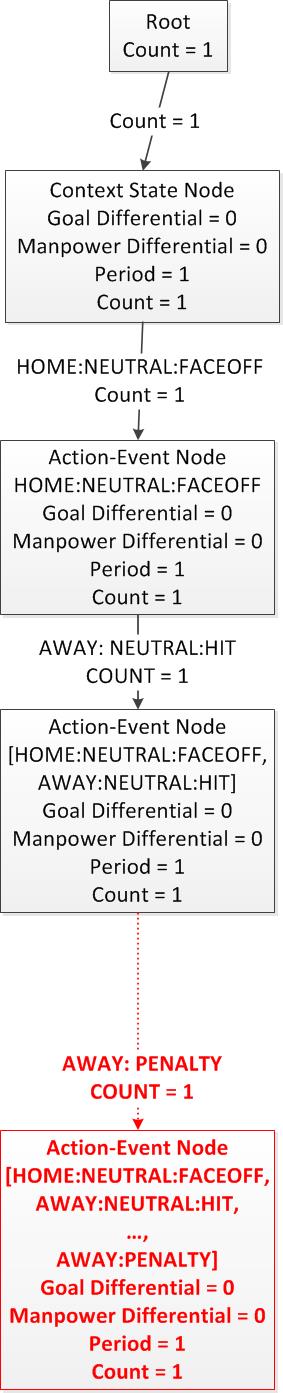 Root
Count = 1
Count = 1
Context State Node
Goal Differential = 0
Manpower Differential = 0
Period = 1
Count = 1
HOME:NEUTRAL:FACEOFF
Count = 1
Action-Event Node
HOME:NEUTRAL:FACEOFF
Goal Differential = 0
Manpower Differential = 0
Period = 1
Count = 1
AWAY: NEUTRAL:HIT
COUNT = 1
Action-Event Node
[HOME:NEUTRAL:FACEOFF,
AWAY:NEUTRAL:HIT]
Goal Differential = 0
Manpower Differential = 0
Period = 1
Count = 1
AWAY: PENALTY
COUNT = 1
Action-Event Node
[HOME:NEUTRAL:FACEOFF,
AWAY:NEUTRAL:HIT,
...,
AWAY:PENALTY]
Goal Differential = 0
Manpower Differential = 0
Period = 1
Count = 1